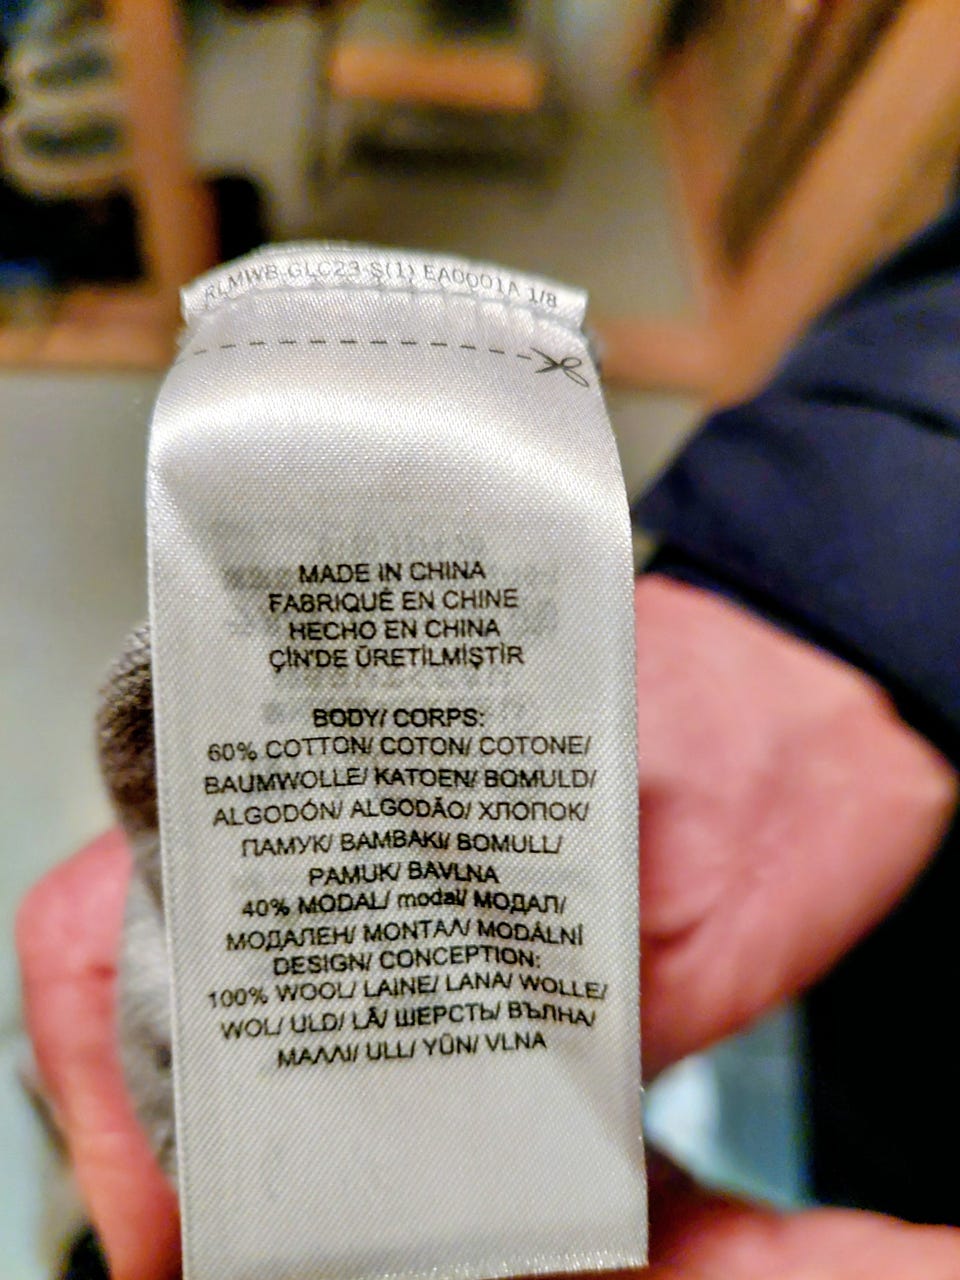 RLMWB-GLC23-S(1) EA0001A 1/8
MADE IN CHINA
FABRIQUÉ EN CHINE
HECHO EN CHINA
ÇİN'DE ÜRETİLMİŞTİR
BODY/ CORPS:
60% COTTON/ COTON/ COTONE/
BAUMWOLLE/ KATOEN/ BOMULD/
ALGODÓN/ ALGODÃO/ ХЛОПОК/
ПАМУК/ ΒΑΜΒΑΚΙ/ BOMULL/
PAMUK/ BAVLNA
40% MODAL/ modal/ МОДАЛ/
МОДАЛЕН/ ΜΟΝΤΑΛ/ MODÁLNÍ
DESIGN/ CONCEPTION:
100% WOOL/ LAINE/ LANA/ WOLLE/
WOL/ ULD/ LÃ/ ШЕРСТЬ/ ВЪЛНА/
ΜΑΛΛΙ/ ULL/ YÜN/ VLNA